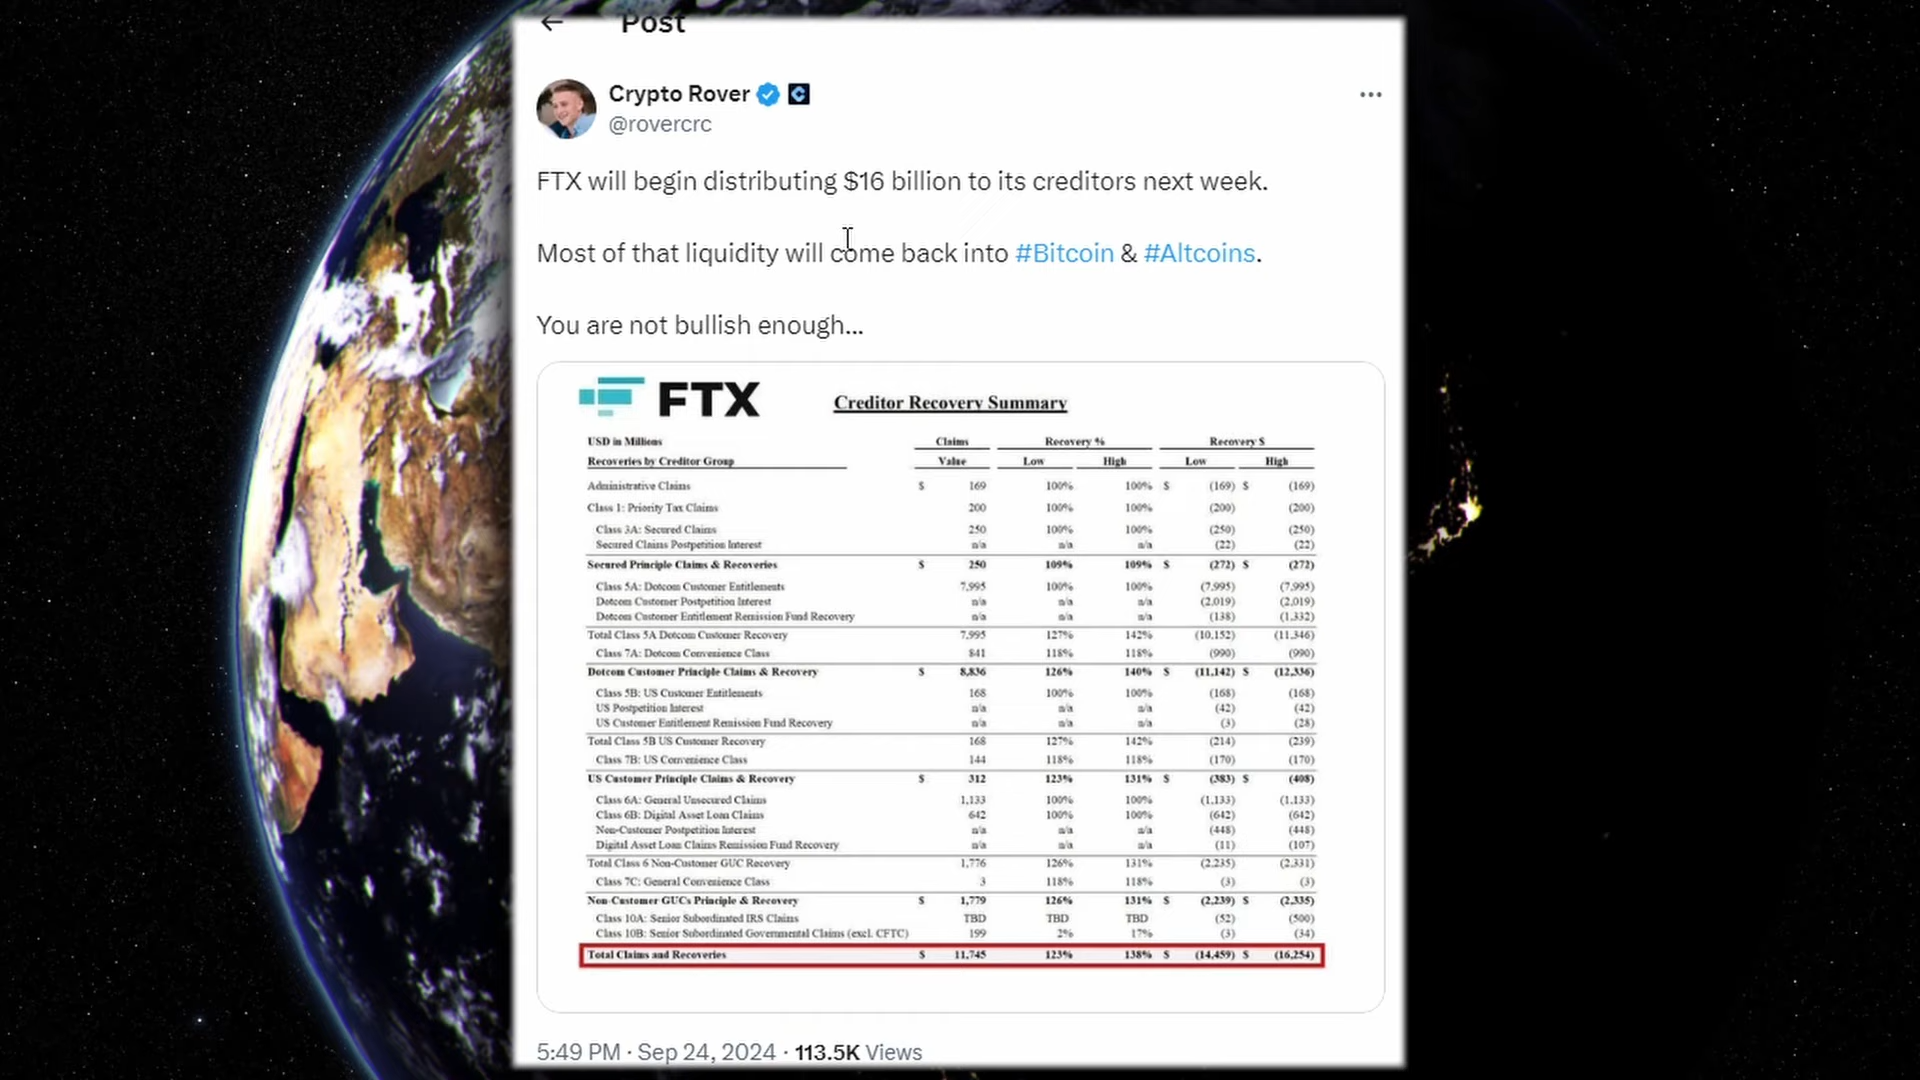 Post
Crypto Rover
@rovercrc
FTX will begin distributing $16 billion to its creditors next week.
Most of that liquidity will come back into #Bitcoin & #Altcoins.
You are not bullish enough...
FTX Creditor Recovery Summary
USD in Millions Claims Recovery % Recovery $
Recoveries by Creditor Group Value Low High Low High
Administrative Claims $ 169 100% 100% $ (169) $ (169)
Class 1: Priority Tax Claims 200 100% 100% (200) (200)
Class 3A: Secured Claims 250 100% 100% (250) (250)
Secured Claims Postpetition Interest n/a n/a n/a (22) (22)
Secured Principle Claims & Recoveries $ 250 109% 109% $ (272) $ (272)
Class 5A: Dotcom Customer Entitlements 7,995 100% 100% (7,995) (7,995)
Dotcom Customer Postpetition Interest n/a n/a n/a (2,019) (2,019)
Dotcom Customer Entitlement Remission Fund Recovery n/a n/a n/a (138) (1,332)
Total Class 5A Dotcom Customer Recovery 7,995 127% 142% (10,152) (11,346)
Class 7A: Dotcom Convenience Class 841 118% 118% (990) (990)
Dotcom Customer Principle Claims & Recovery $ 8,836 126% 140% $ (11,142) $ (12,336)
Class 5B: US Customer Entitlements 168 100% 100% (168) (168)
US Postpetition Interest n/a n/a n/a (42) (42)
US Customer Entitlement Remission Fund Recovery n/a n/a n/a (3) (28)
Total Class 5B US Customer Recovery 168 127% 142% (214) (239)
Class 7B: US Convenience Class 144 118% 118% (170) (170)
US Customer Principle Claims & Recovery $ 312 123% 131% $ (383) $ (408)
Class 6A: General Unsecured Claims 1,133 100% 100% (1,133) (1,133)
Class 6B: Digital Asset Loan Claims 642 100% 100% (642) (642)
Non-Customer Postpetition Interest n/a n/a n/a (448) (448)
Digital Asset Loan Claims Remission Fund Recovery n/a n/a n/a (11) (107)
Total Class 6 Non-Customer GUC Recovery 1,776 126% 131% (2,235) (2,331)
Class 7C: General Convenience Class 3 118% 118% (3) (3)
Non-Customer GUCs Principle & Recovery $ 1,779 126% 131% $ (2,239) $ (2,335)
Class 10A: Senior Subordinated IRS Claims TBD TBD TBD (52) (500)
Class 10B: Senior Subordinated Governmental Claims (excl. CFTC) 199 2% 17% (3) (34)
Total Claims and Recoveries $ 11,745 123% 138% $ (14,459) $ (16,254)
5:49 PM · Sep 24, 2024 · 113.5K Views